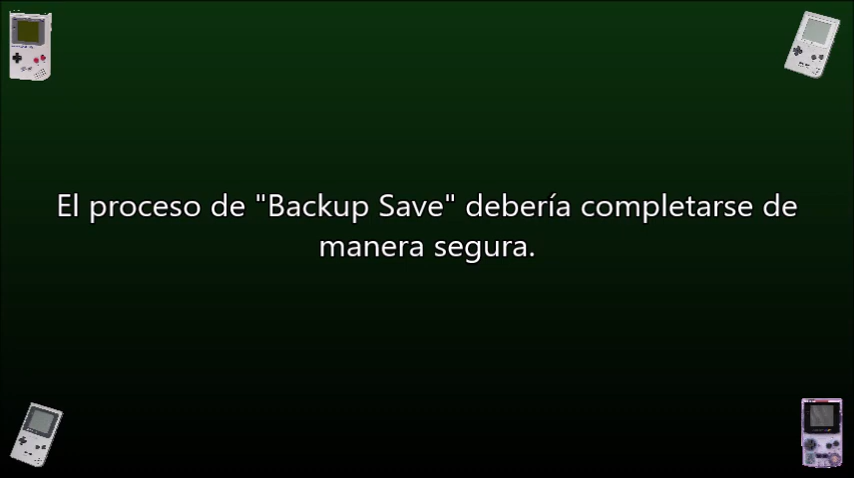 El proceso de "Backup Save" debería completarse de
manera segura.